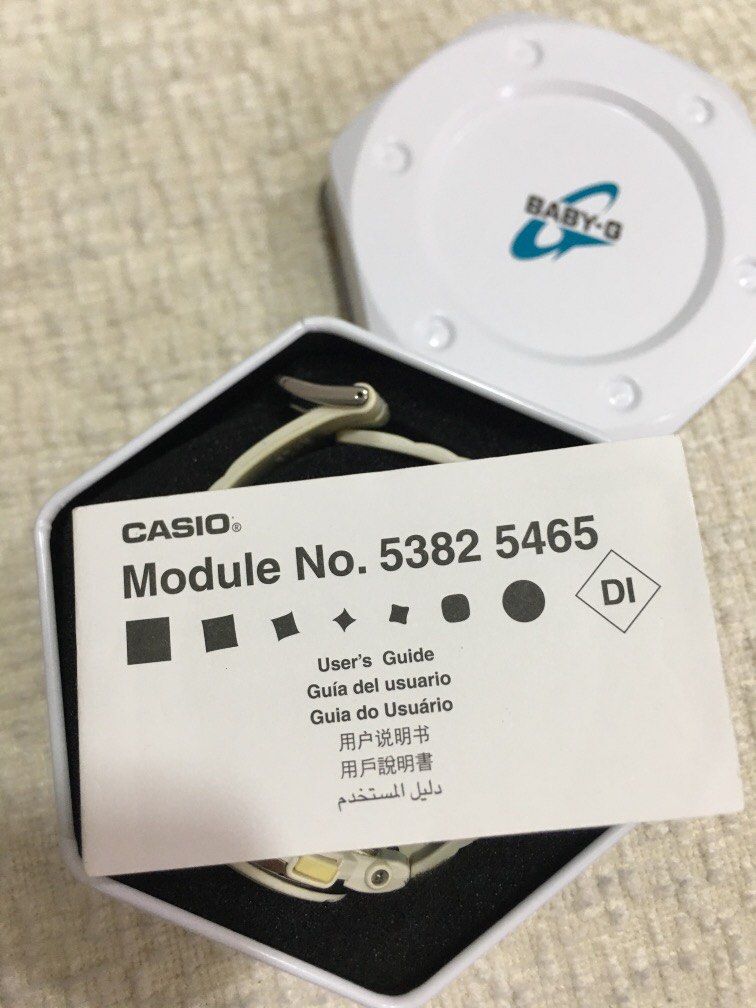 BABY-G
CASIO®
Module No. 5382 5465
DI
User's Guide
Guía del usuario
Guia do Usuário
用户说明书
用戶說明書
دليل المستخدم